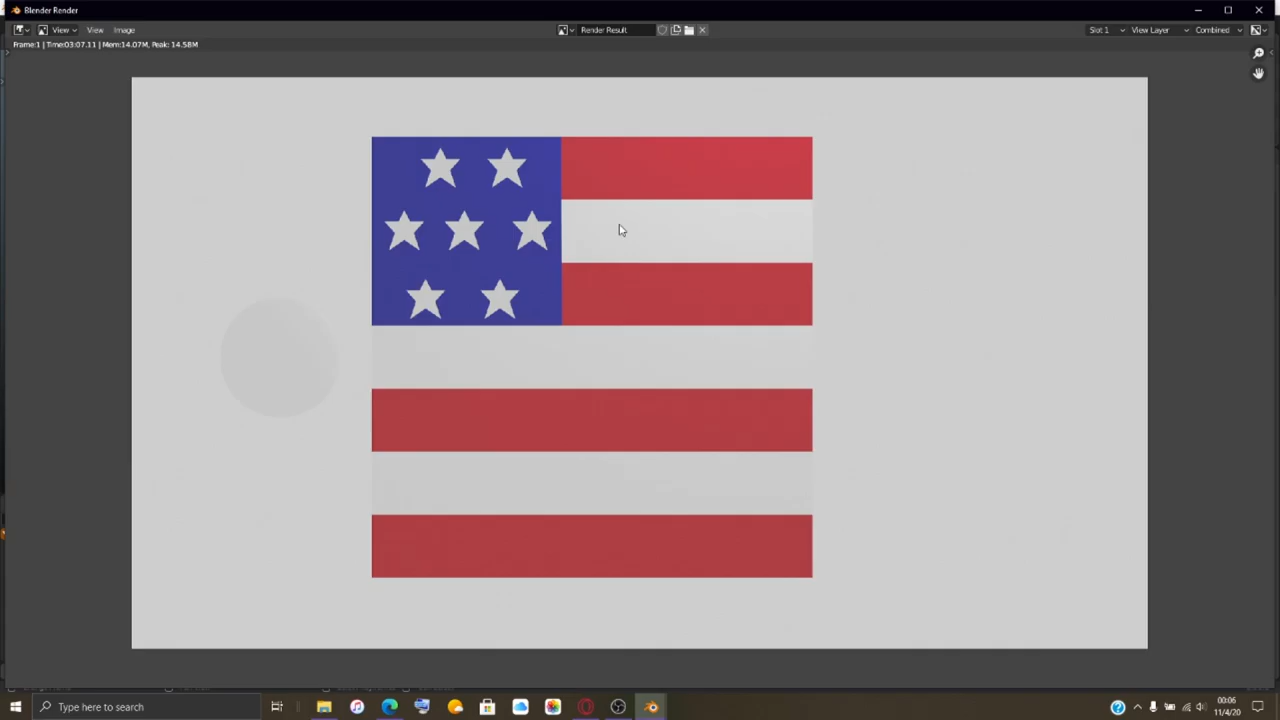 Blender Render
View View Image Render Result Slot 1 View Layer Combined
Frame:1 | Time:03:07.11 | Mem:14.07M, Peak: 14.58M
Type here to search
00:06
11/4/20